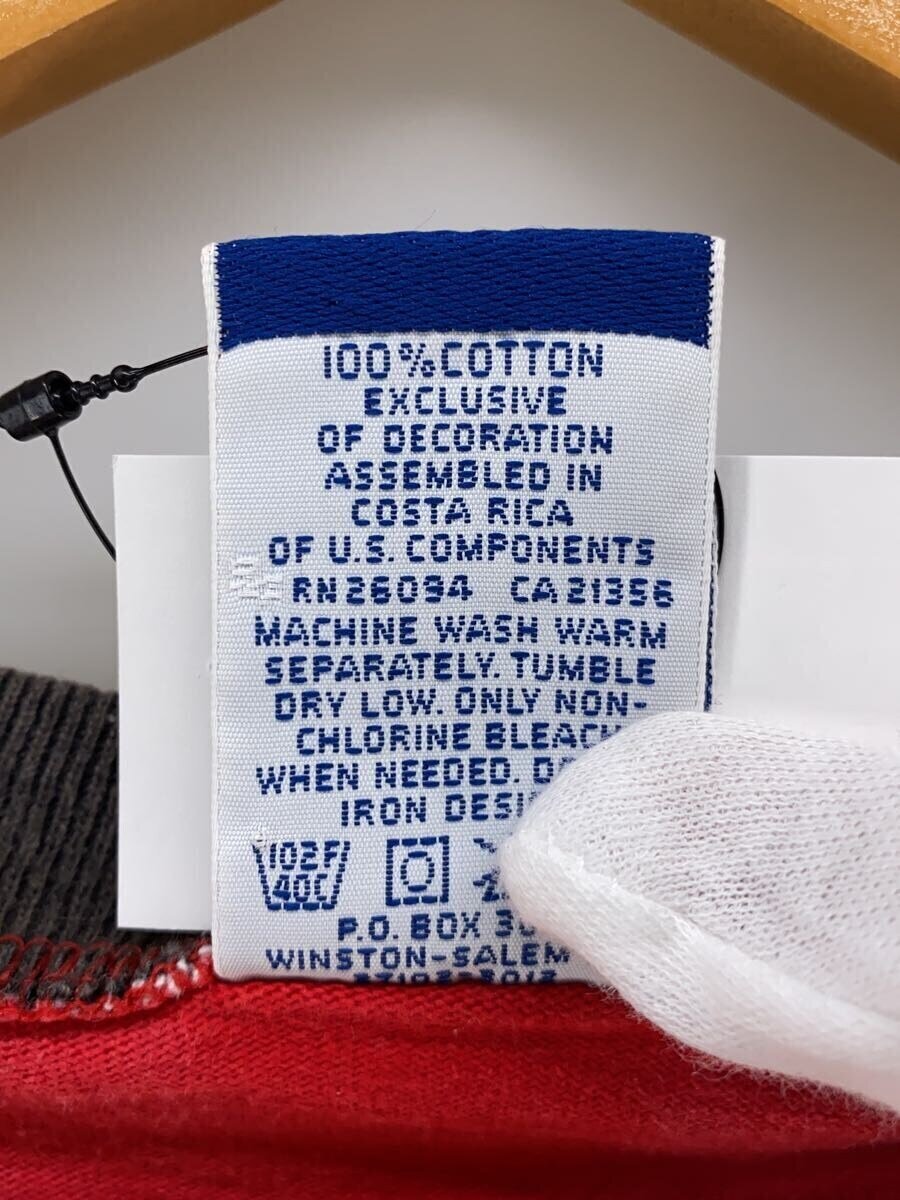 100% COTTON
EXCLUSIVE
OF DECORATION
ASSEMBLED IN
COSTA RICA
OF U.S. COMPONENTS
RN26094 CA21356
MACHINE WASH WARM
SEPARATELY. TUMBLE
DRY LOW. ONLY NON-
CHLORINE BLEACH
WHEN NEEDED.
IRON
102F
40C
P.O. BOX
WINSTON-SALEM